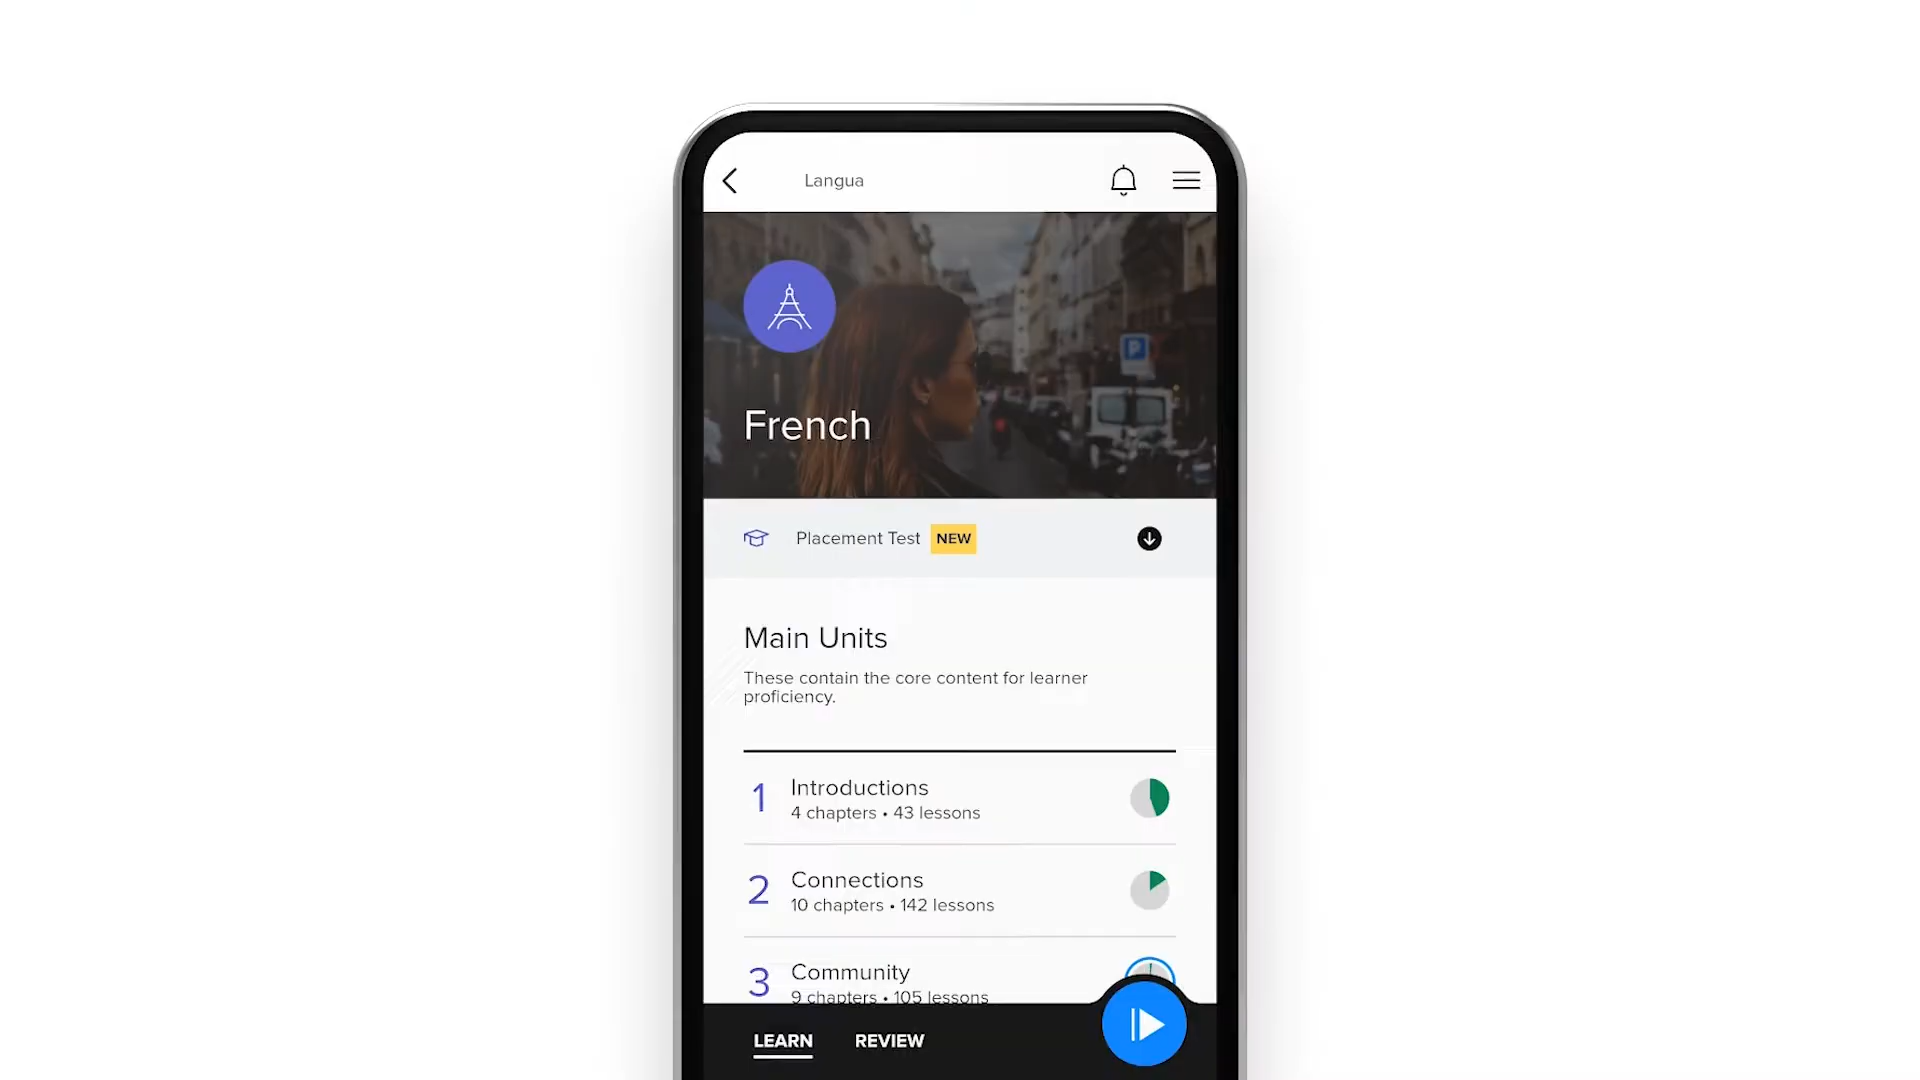 Langua
P
French
Placement Test NEW
Main Units
These contain the core content for learner
proficiency.
1 Introductions
4 chapters • 43 lessons
2 Connections
10 chapters • 142 lessons
3 Community
9 chapters • 105 lessons
LEARN REVIEW